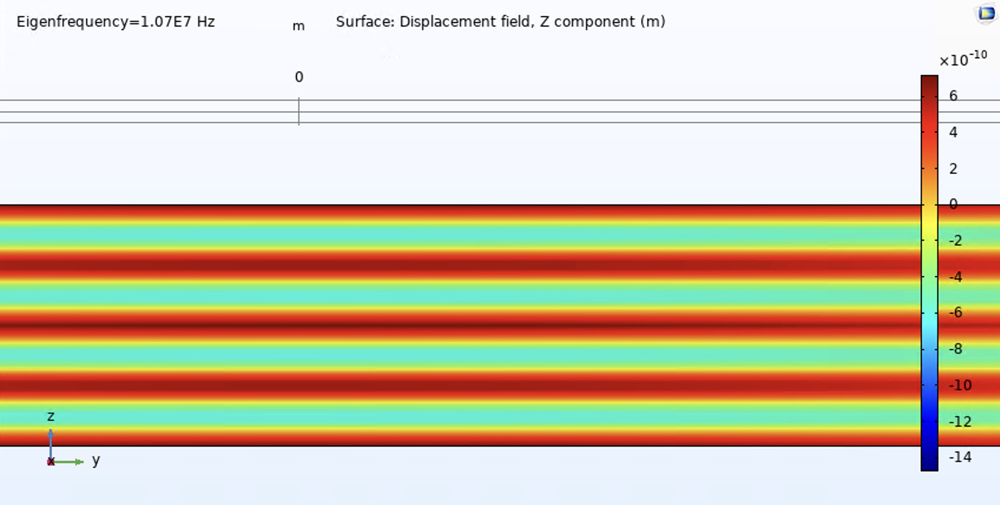 Eigenfrequency=1.07E7 Hz
m
Surface: Displacement field, Z component (m)
×10⁻¹⁰
0
6
4
2
0
-2
-4
-6
-8
-10
-12
-14
z
x
y